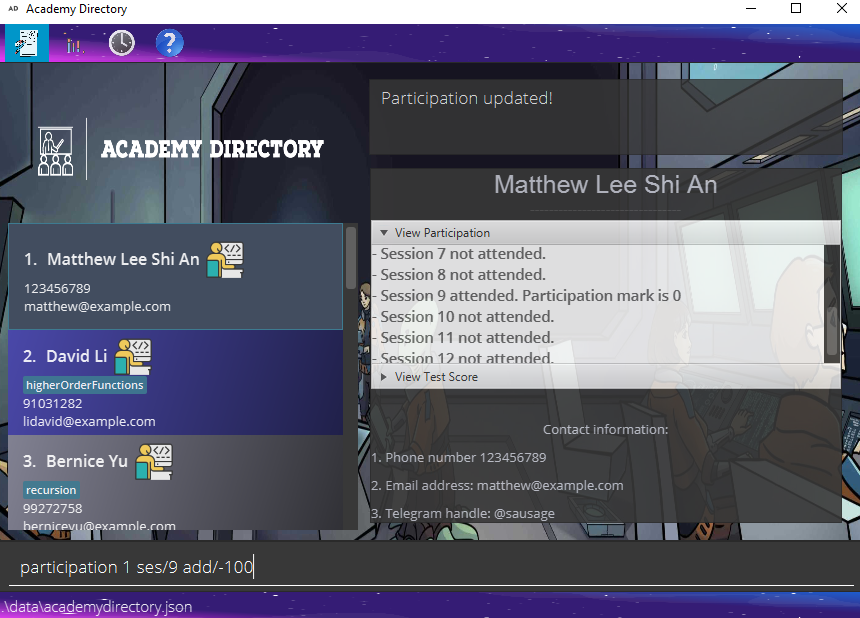 AD Academy Directory
ACADEMY DIRECTORY
1. Matthew Lee Shi An
123456789
matthew@example.com
2. David Li
higherOrderFunctions
91031282
lidavid@example.com
3. Bernice Yu
recursion
99272758
berniceyu@example.com
Participation updated!
Matthew Lee Shi An
View Participation
- Session 7 not attended.
- Session 8 not attended.
- Session 9 attended. Participation mark is 0
- Session 10 not attended.
- Session 11 not attended.
- Session 12 not attended.
View Test Score
Contact information:
1. Phone number 123456789
2. Email address: matthew@example.com
3. Telegram handle: @sausage
participation 1 ses/9 add/-100
.\data\academydirectory.json